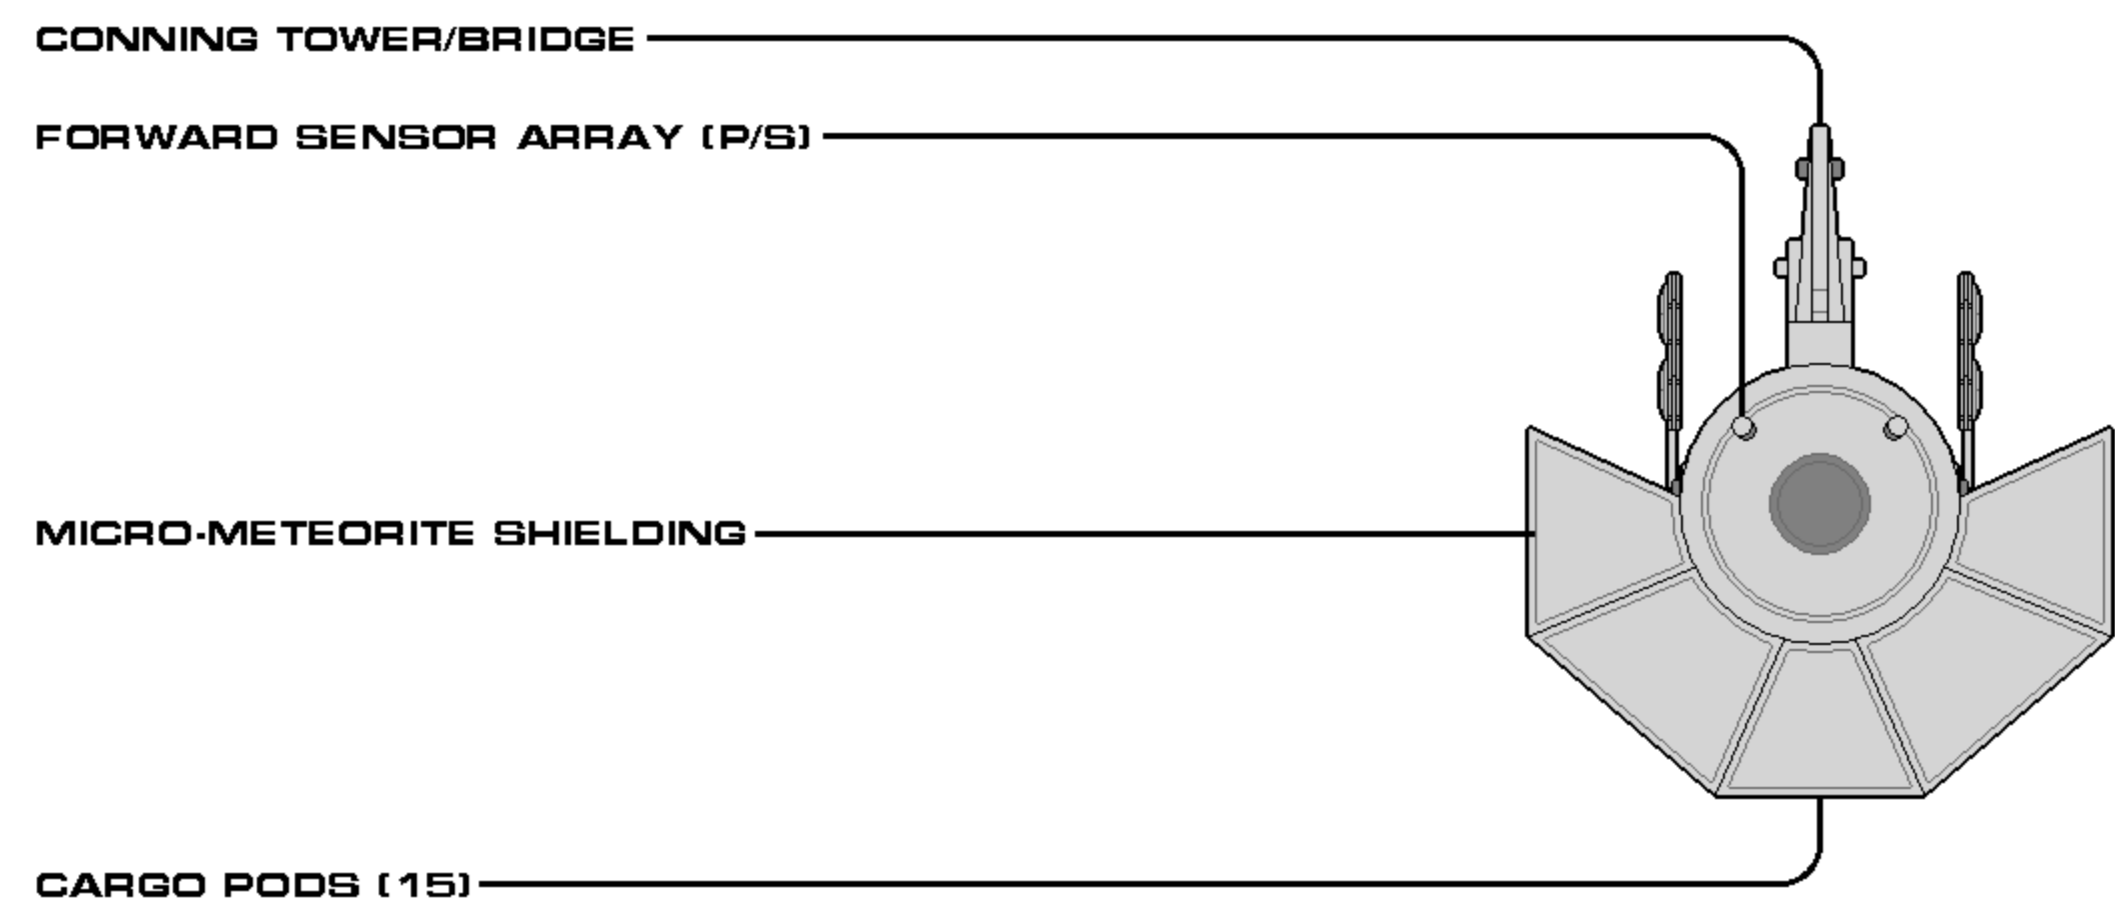 CONNING TOWER/BRIDGE
FORWARD SENSOR ARRAY (P/S)
MICRO-METEORITE SHIELDING
CARGO PODS (15)